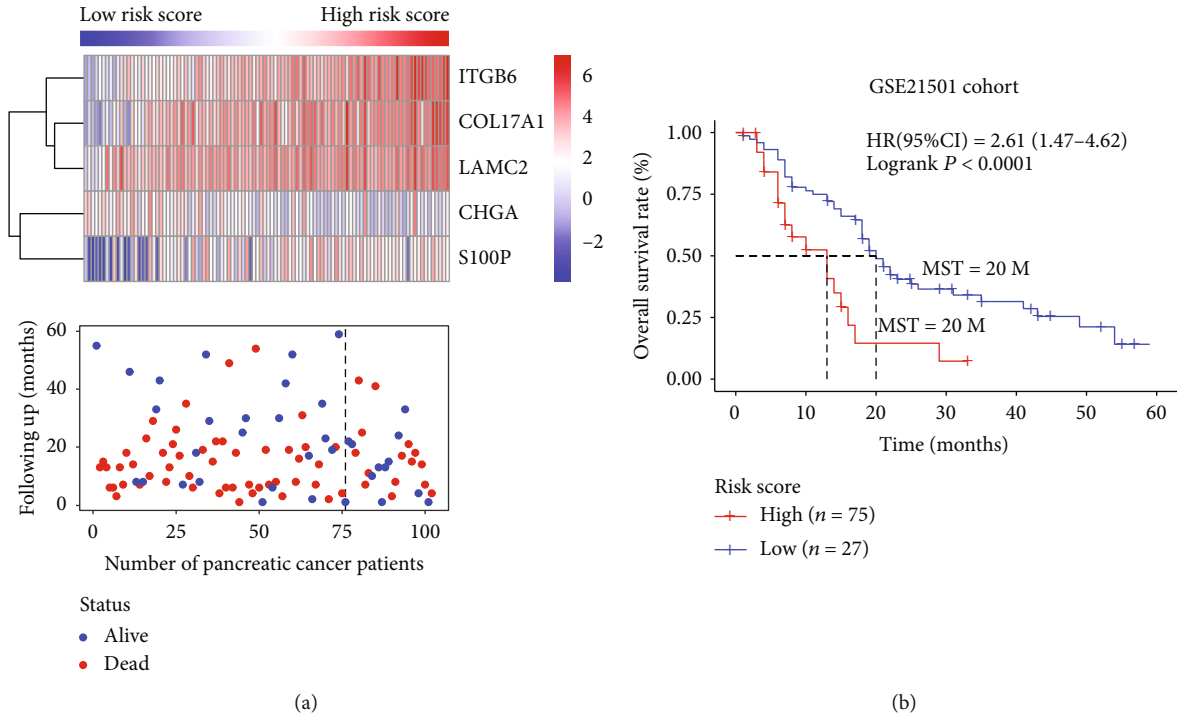 Low risk score High risk score
ITGB6
COL17A1
LAMC2
CHGA
S100P
6
4
2
0
−2
Following up (months)
60
40
20
0
0 25 50 75 100
Number of pancreatic cancer patients
Status
Alive
Dead
(a)
GSE21501 cohort
HR(95%CI) = 2.61 (1.47–4.62)
Logrank P < 0.0001
Overall survival rate (%)
1.00
0.75
0.50
0.25
0.00
MST = 20 M
MST = 20 M
0 10 20 30 40 50 60
Time (months)
Risk score
High (n = 75)
Low (n = 27)
(b)